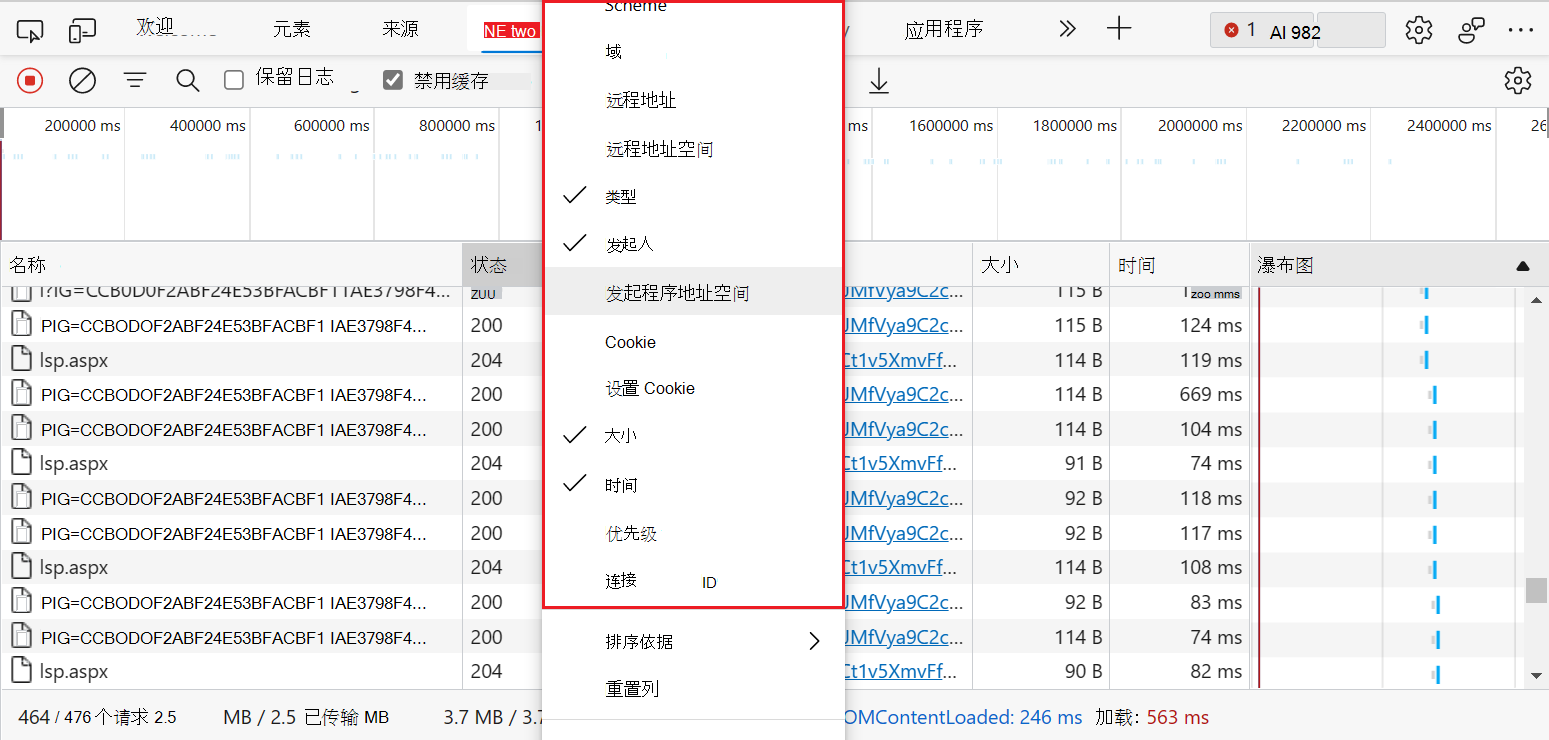 欢迎 元素 来源 NE two 应用程序 1 AI 982
保留日志 禁用缓存
200000 ms 400000 ms 600000 ms 800000 ms 1 ms 1600000 ms 1800000 ms 2000000 ms 2200000 ms 2400000 ms 26
名称 状态 大小 时间 瀑布图
I?IG=CCB0D0F2ABF24E53BFACBF1TAE3798F4... ZUU JMfVya9C2c... 115 B 1zoo mms
PIG=CCBODOF2ABF24E53BFACBF1 IAE3798F4... 200 JMfVya9C2c... 115 B 124 ms
lsp.aspx 204 Ct1v5XmvFf... 114 B 119 ms
PIG=CCBODOF2ABF24E53BFACBF1 IAE3798F4... 200 JMfVya9C2c... 114 B 669 ms
PIG=CCBODOF2ABF24E53BFACBF1 IAE3798F4... 200 JMfVya9C2c... 114 B 104 ms
lsp.aspx 204 Ct1v5XmvFf... 91 B 74 ms
PIG=CCBODOF2ABF24E53BFACBF1 IAE3798F4... 200 JMfVya9C2c... 92 B 118 ms
PIG=CCBODOF2ABF24E53BFACBF1 IAE3798F4... 200 JMfVya9C2c... 92 B 117 ms
lsp.aspx 204 Ct1v5XmvFf... 114 B 108 ms
PIG=CCBODOF2ABF24E53BFACBF1 IAE3798F4... 200 JMfVya9C2c... 92 B 83 ms
PIG=CCBODOF2ABF24E53BFACBF1 IAE3798F4... 200 JMfVya9C2c... 114 B 74 ms
lsp.aspx 204 Ct1v5XmvFf... 90 B 82 ms
464 / 476 个请求 2.5 MB / 2.5 已传输 MB 3.7 MB / 3.7 OMContentLoaded: 246 ms 加载: 563 ms
Scheme
域
远程地址
远程地址空间
类型
发起人
发起程序地址空间
Cookie
设置 Cookie
大小
时间
优先级
连接 ID
排序依据
重置列